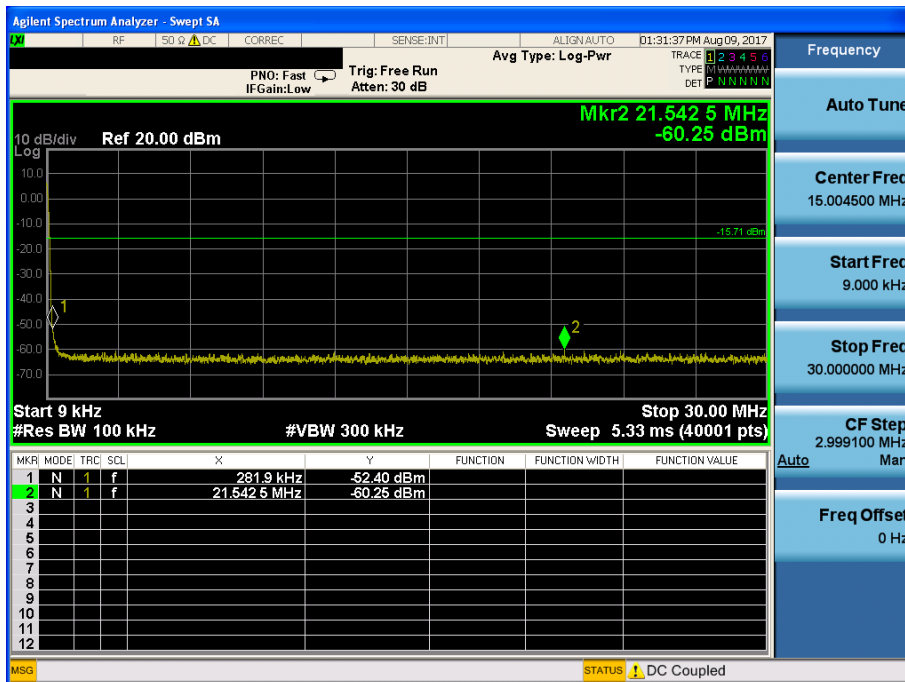 Agilent Spectrum Analyzer - Swept SA
LXI RF 50 Ω DC CORREC SENSE:INT ALIGN AUTO 01:31:37 PM Aug 09, 2017
Avg Type: Log-Pwr
TRACE 1 2 3 4 5 6
PNO: Fast Trig: Free Run
TYPE M WWWWW
IFGain:Low Atten: 30 dB
DET P N N N N N
Mkr2 21.542 5 MHz
-60.25 dBm
10 dB/div Ref 20.00 dBm
Log
10.0
0.00
-10.0
-15.71 dBm
-20.0
-30.0
-40.0
1
-50.0
2
-60.0
-70.0
Start 9 kHz Stop 30.00 MHz
#Res BW 100 kHz #VBW 300 kHz Sweep 5.33 ms (40001 pts)
MKR MODE TRC SCL X Y FUNCTION FUNCTION WIDTH FUNCTION VALUE
1 N 1 f 281.9 kHz -52.40 dBm
2 N 1 f 21.542 5 MHz -60.25 dBm
3
4
5
6
7
8
9
10
11
12
MSG STATUS ! DC Coupled
Frequency
Auto Tune
Center Freq
15.004500 MHz
Start Freq
9.000 kHz
Stop Freq
30.000000 MHz
CF Step
2.999100 MHz
Auto Man
Freq Offset
0 Hz